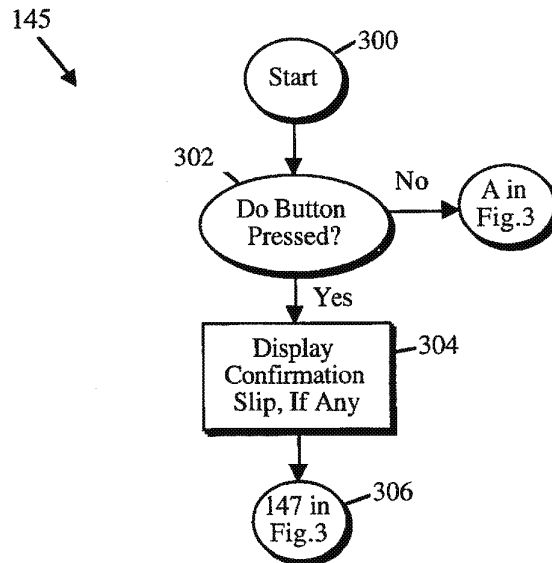 145
300
Start
302
No
Do Button
Pressed?
A in
Fig.3
Yes
Display
Confirmation
Slip, If Any
304
147 in
Fig.3
306